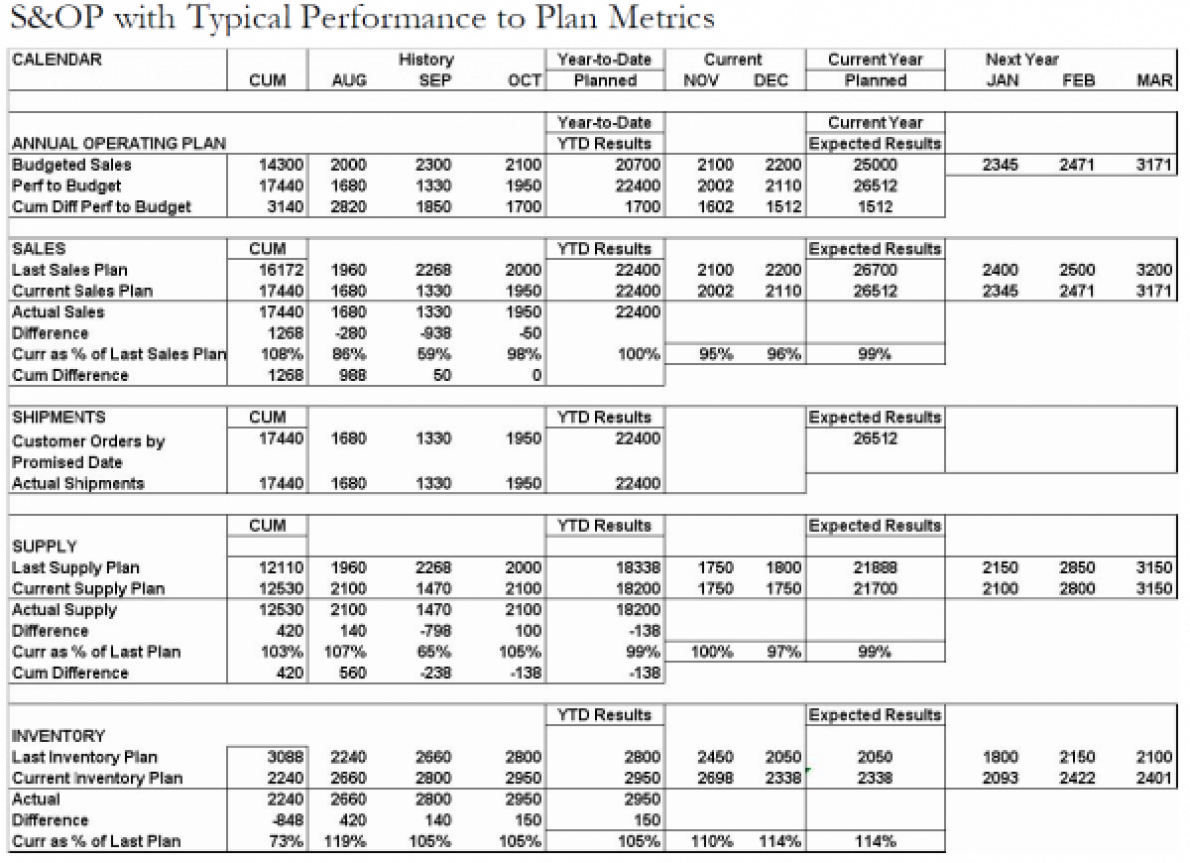 S&OP with Typical Performance to Plan Metrics
CALENDAR History Year-to-Date Current Current Year Next Year
CUM AUG SEP OCT Planned NOV DEC Planned JAN FEB MAR
Year-to-Date Current Year
ANNUAL OPERATING PLAN YTD Results Expected Results
Budgeted Sales 14300 2000 2300 2100 20700 2100 2200 25000 2345 2471 3171
Perf to Budget 17440 1680 1330 1950 22400 2002 2110 26512
Cum Diff Perf to Budget 3140 2820 1850 1700 1700 1602 1512 1512
SALES CUM YTD Results Expected Results
Last Sales Plan 16172 1960 2268 2000 22400 2100 2200 26700 2400 2500 3200
Current Sales Plan 17440 1680 1330 1950 22400 2002 2110 26512 2345 2471 3171
Actual Sales 17440 1680 1330 1950 22400
Difference 1268 -280 -938 -50
Curr as % of Last Sales Plan 108% 86% 59% 98% 100% 95% 96% 99%
Cum Difference 1268 988 50 0
SHIPMENTS CUM YTD Results Expected Results
Customer Orders by 17440 1680 1330 1950 22400 26512
Promised Date
Actual Shipments 17440 1680 1330 1950 22400
CUM YTD Results Expected Results
SUPPLY
Last Supply Plan 12110 1960 2268 2000 18338 1750 1800 21888 2150 2850 3150
Current Supply Plan 12530 2100 1470 2100 18200 1750 1750 21700 2100 2800 3150
Actual Supply 12530 2100 1470 2100 18200
Difference 420 140 -798 100 -138
Curr as % of Last Plan 103% 107% 65% 105% 99% 100% 97% 99%
Cum Difference 420 560 -238 -138 -138
YTD Results Expected Results
INVENTORY
Last Inventory Plan 3088 2240 2660 2800 2800 2450 2050 2050 1800 2150 2100
Current Inventory Plan 2240 2660 2800 2950 2950 2698 2338 2338 2093 2422 2401
Actual 2240 2660 2800 2950 2950
Difference -848 420 140 150 150
Curr as % of Last Plan 73% 119% 105% 105% 105% 110% 114% 114%